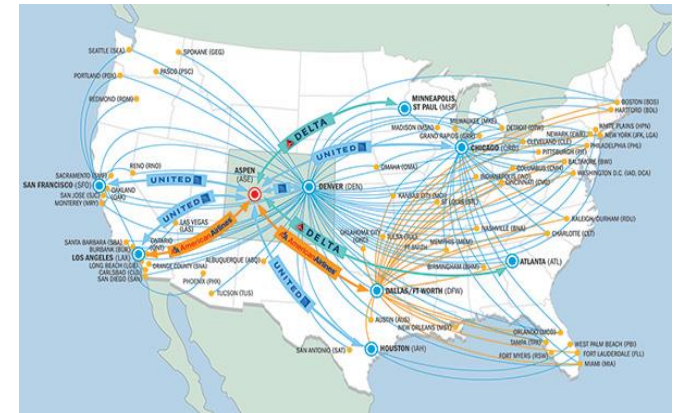 SEATTLE (SEA)
SPOKANE (GEG)
PORTLAND (PDX)
PASCO (PSC)
REDMOND (RDM)
MINNEAPOLIS,
ST PAUL (MSP)
DELTA
MADISON (MSN)
MILWAUKEE (MKE)
GRAND RAPIDS
DETROIT (DTW)
BOSTON (BOS)
HARTFORD (BDL)
WHITE PLAINS (HPN)
NEWARK (EWR)
NEW YORK (JFK, LGA)
CLEVELAND (CLE)
CHICAGO (ORD)
PHILADELPHIA (PHL)
PITTSBURGH (PIT)
BALTIMORE (BWI)
WASHINGTON D.C. (IAD, DCA)
COLUMBUS (CMH)
INDIANAPOLIS (IND)
CINCINNATI (CVG)
UNITED
ASPEN
(ASE)
DENVER (DEN)
OMAHA (OMA)
RENO (RNO)
SACRAMENTO
SAN FRANCISCO (SFO)
OAKLAND
(OAK)
SAN JOSE (SJC)
MONTEREY (MRY)
UNITED
UNITED
KANSAS CITY
ST LOUIS
LAS VEGAS
(LAS)
American Airlines
American Airlines
DELTA
RALEIGH/DURHAM (RDU)
CHARLOTTE (CLT)
NASHVILLE (BNA)
OKLAHOMA CITY
TULSA
FT SMITH
MEMPHIS (MEM)
SANTA BARBARA (SBA)
BURBANK (BUR)
ONTARIO
(ONT)
LOS ANGELES (LAX)
LONG BEACH (LGB)
ORANGE COUNTY (SNA)
CARLSBAD
SAN DIEGO (SAN)
ALBUQUERQUE (ABQ)
PHOENIX (PHX)
TUCSON (TUS)
UNITED
BIRMINGHAM (BHM)
ATLANTA (ATL)
DALLAS/FT WORTH (DFW)
AUSTIN (AUS)
NEW ORLEANS (MSY)
SAN ANTONIO (SAT)
HOUSTON (IAH)
ORLANDO (MCO)
TAMPA (TPA)
WEST PALM BEACH (PBI)
FORT LAUDERDALE (FLL)
FORT MYERS (RSW)
MIAMI (MIA)